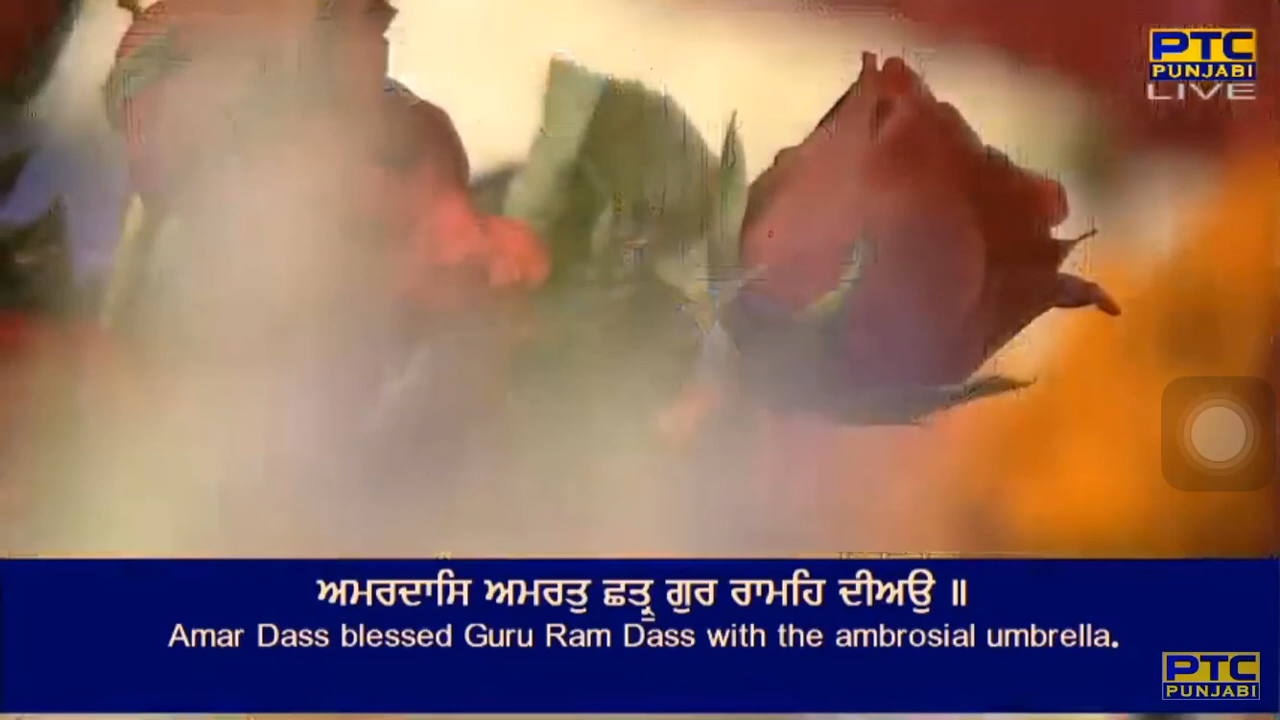 PTC
PUNJABI
LIVE
ਅਮਰਦਾਸਿ ਅਮਰਤੁ ਛਤ੍ਰੁ ਗੁਰ ਰਾਮਹਿ ਦੀਅਉ ॥
Amar Dass blessed Guru Ram Dass with the ambrosial umbrella.
PTC
PUNJABI